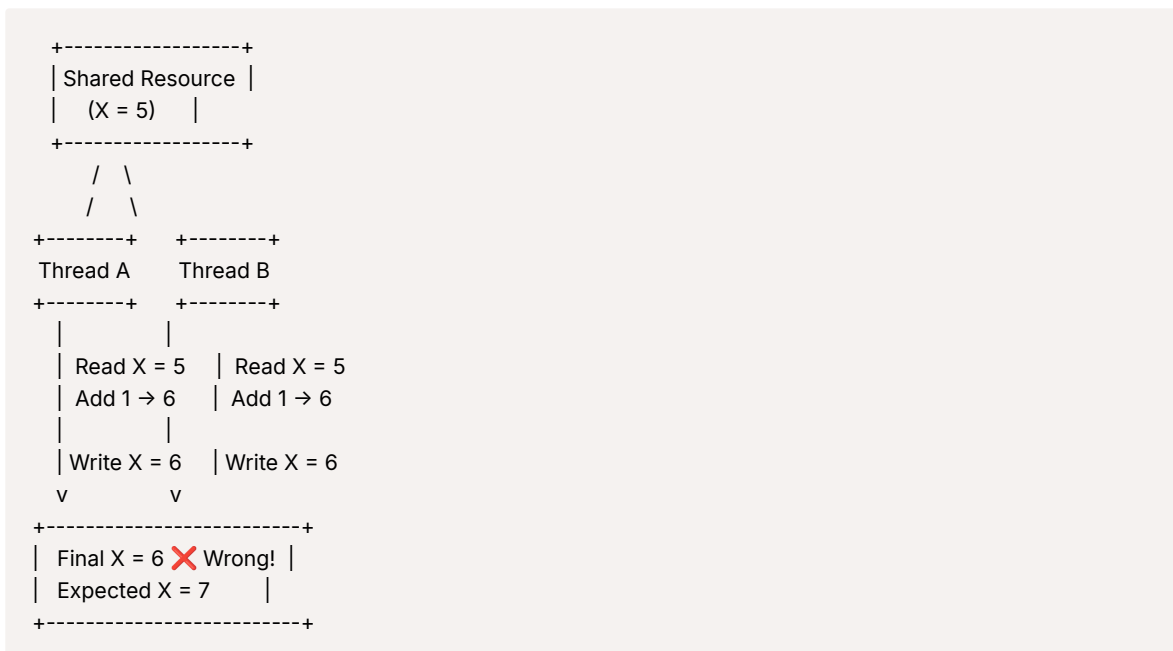 +------------------+
| Shared Resource  |
|     (X = 5)      |
+------------------+
/    \
/      \
+--------+      +--------+
Thread A        Thread B
+--------+      +--------+
|                 |
|  Read X = 5     |  Read X = 5
|  Add 1 → 6      |  Add 1 → 6
|                 |
| Write X = 6     | Write X = 6
v                 v
+--------------------------+
|   Final X = 6 ❌ Wrong!  |
|   Expected X = 7         |
+--------------------------+